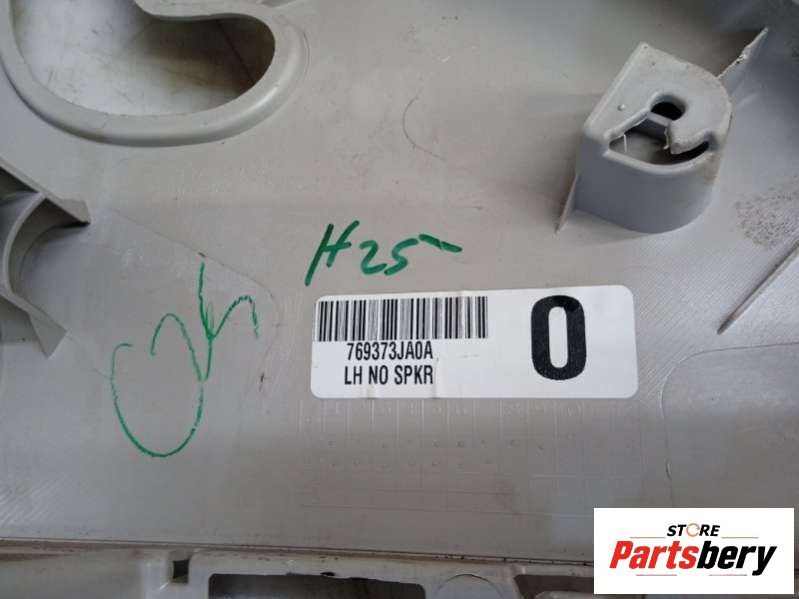 H25
769373JA0A
LH NO SPKR
0
STORE
Partsbery